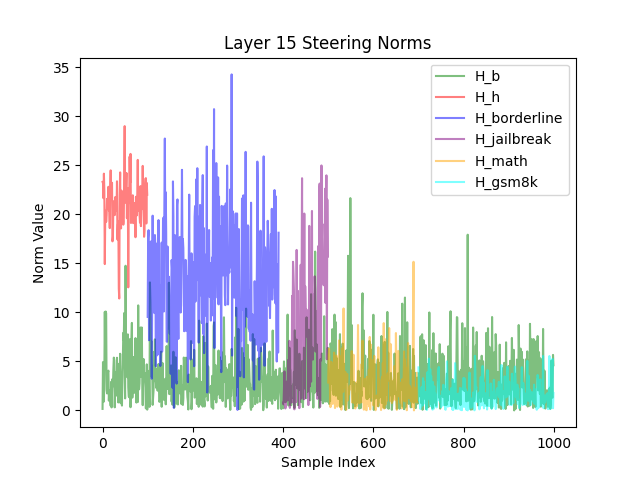 Layer 15 Steering Norms
35
30
25
20
15
10
5
0
Norm Value
H_b
H_h
H_borderline
H_jailbreak
H_math
H_gsm8k
0 200 400 600 800 1000
Sample Index